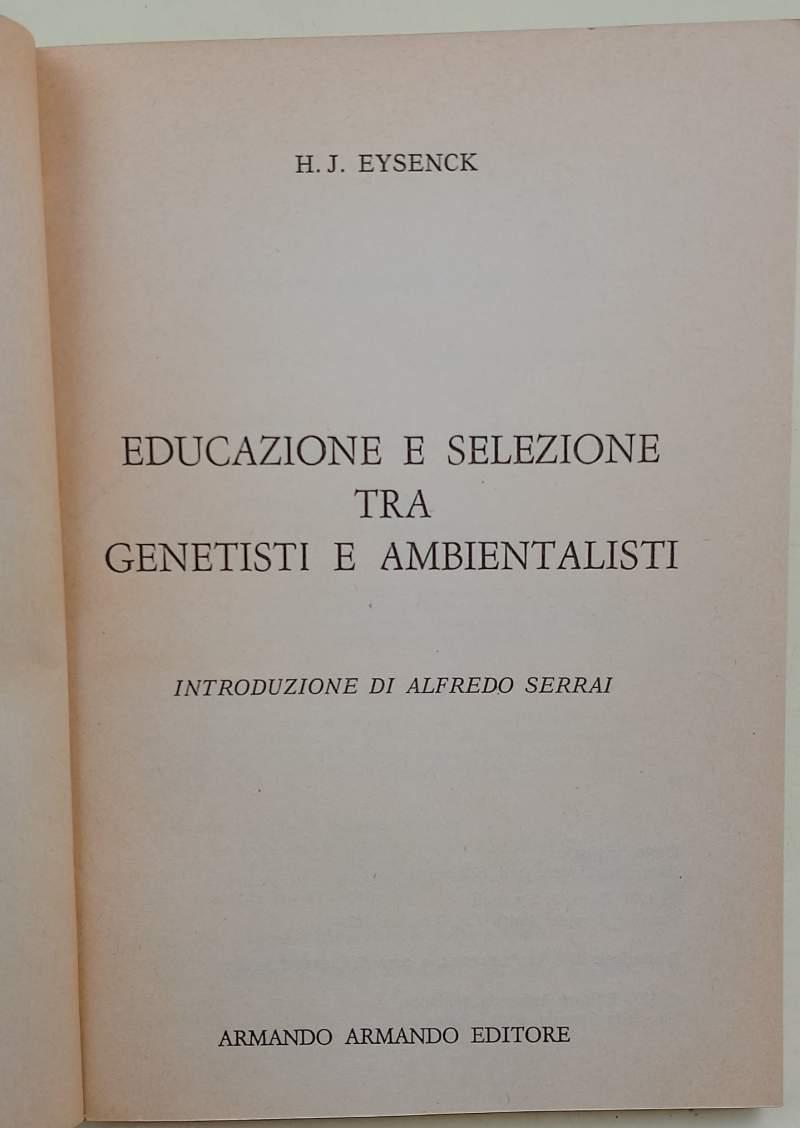 H. J. EYSENCK
EDUCAZIONE E SELEZIONE
TRA
GENETISTI E AMBIENTALISTI
INTRODUZIONE DI ALFREDO SERRAI
ARMANDO ARMANDO EDITORE